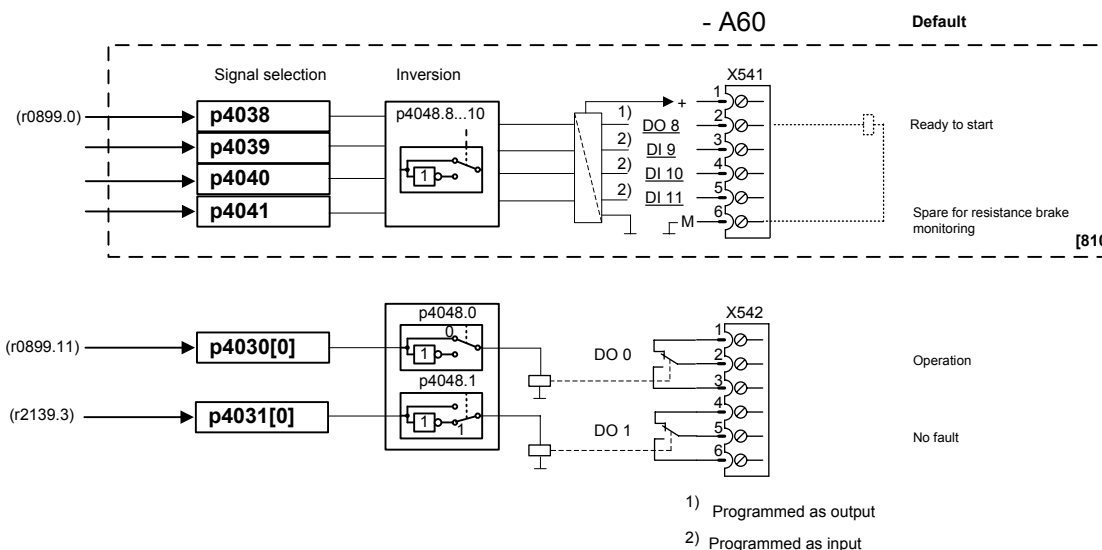 - A60 Default
Signal selection Inversion X541
(r0899.0) p4038 p4048.8...10 1) + 1
DO 8 2 Ready to start
p4039 2) DI 9 3
p4040 1 2) DI 10 4
p4041 2) DI 11 5
M 6 Spare for resistance brake
monitoring
[810
p4048.0 X542
0 1
(r0899.11) p4030[0] 1 DO 0 2 Operation
3
p4048.1 4
(r2139.3) p4031[0] 1 1 DO 1 5 No fault
6
1) Programmed as output
2) Programmed as input